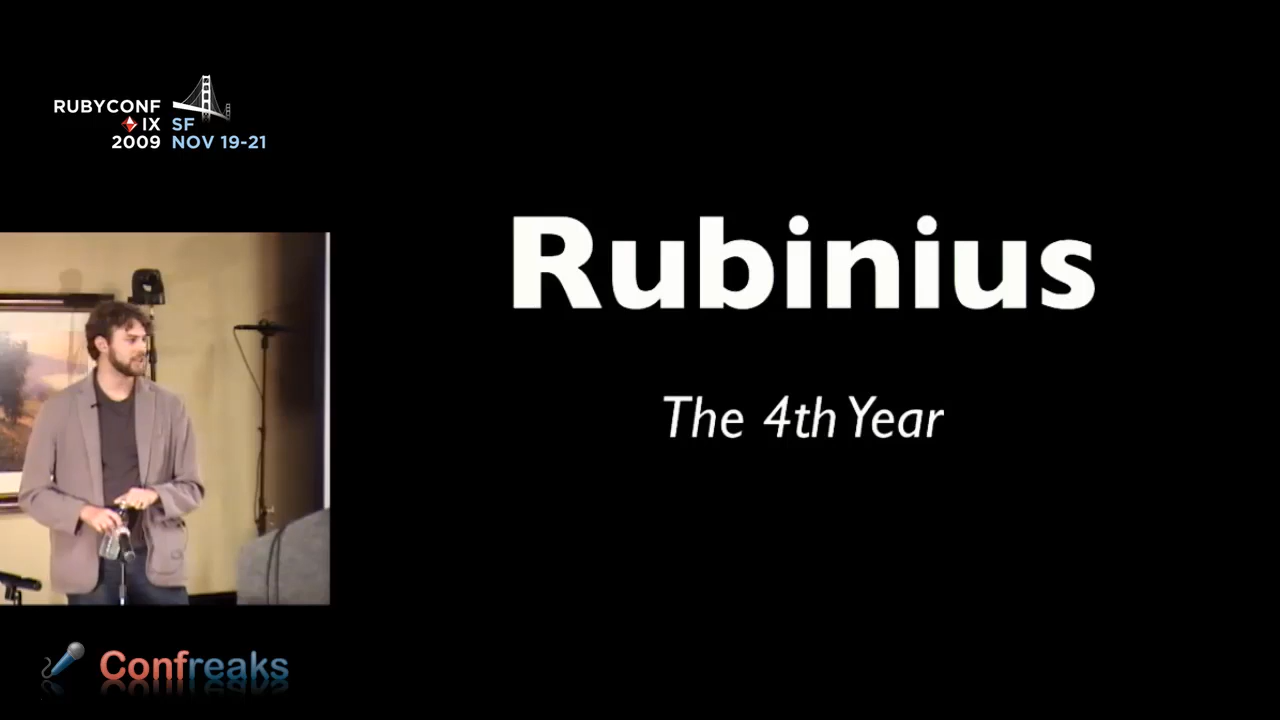 RUBYCONF
IX SF
2009 NOV 19-21
Rubinius
The 4th Year
Confreaks